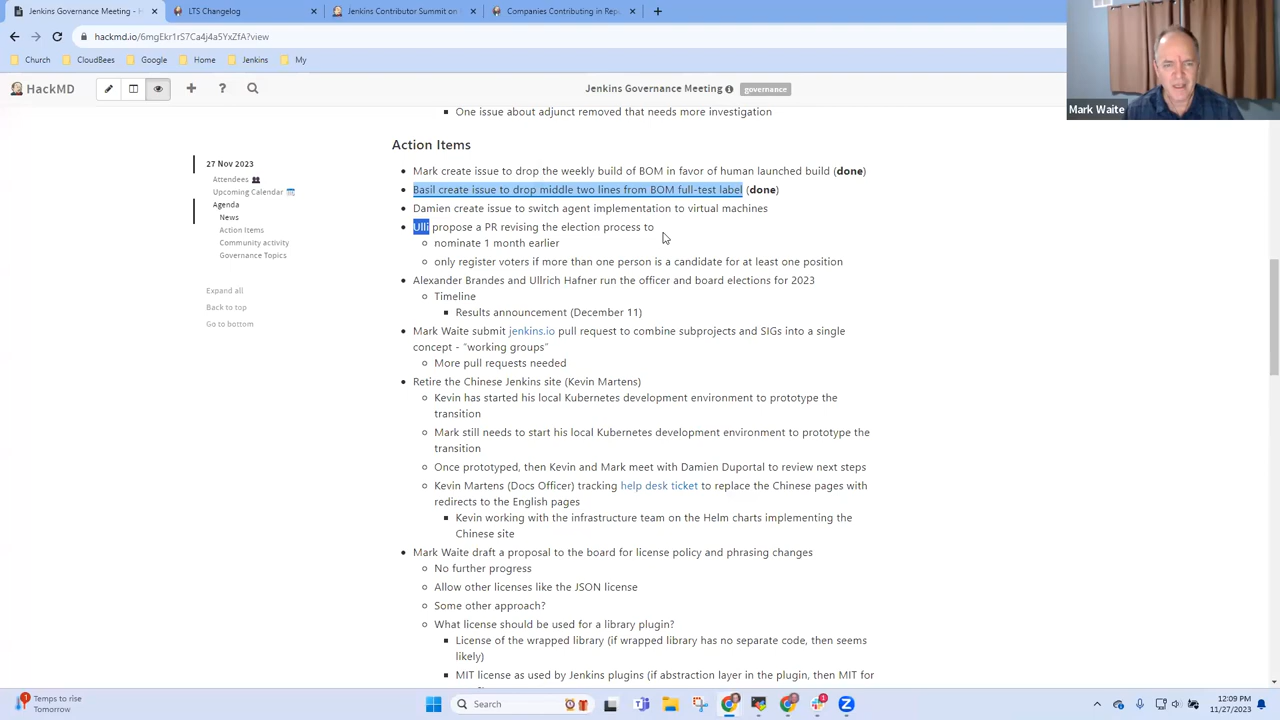 Jenkins Governance Meeting - H
LTS Changelog
Jenkins Contributor Summit on
Companies Contributing in Rep
hackmd.io/6mgEkr1rS7Ca4j4a5YxZfA?view
Church
CloudBees
Google
Home
Jenkins
My
HackMD
Jenkins Governance Meeting
governance
Mark Waite
One issue about adjunct removed that needs more investigation
Action Items
27 Nov 2023
Attendees
Upcoming Calendar
Agenda
News
Action Items
Community activity
Governance Topics
Expand all
Back to top
Go to bottom
Mark create issue to drop the weekly build of BOM in favor of human launched build (done)
Basil create issue to drop middle two lines from BOM full-test label (done)
Damien create issue to switch agent implementation to virtual machines
Ulli propose a PR revising the election process to
nominate 1 month earlier
only register voters if more than one person is a candidate for at least one position
Alexander Brandes and Ullrich Hafner run the officer and board elections for 2023
Timeline
Results announcement (December 11)
Mark Waite submit jenkins.io pull request to combine subprojects and SIGs into a single
concept - “working groups”
More pull requests needed
Retire the Chinese Jenkins site (Kevin Martens)
Kevin has started his local Kubernetes development environment to prototype the
transition
Mark still needs to start his local Kubernetes development environment to prototype the
transition
Once prototyped, then Kevin and Mark meet with Damien Duportal to review next steps
Kevin Martens (Docs Officer) tracking help desk ticket to replace the Chinese pages with
redirects to the English pages
Kevin working with the infrastructure team on the Helm charts implementing the
Chinese site
Mark Waite draft a proposal to the board for license policy and phrasing changes
No further progress
Allow other licenses like the JSON license
Some other approach?
What license should be used for a library plugin?
License of the wrapped library (if wrapped library has no separate code, then seems
likely)
MIT license as used by Jenkins plugins (if abstraction layer in the plugin, then MIT for
Temps to rise
Tomorrow
Search
12:09 PM
11/27/2023